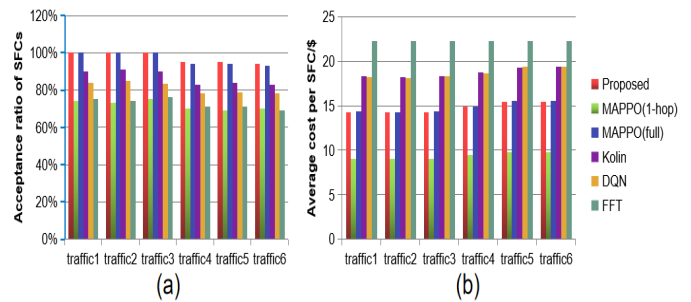 Acceptance ratio of SFCs
120%
100%
80%
60%
40%
20%
0%
traffic1 traffic2 traffic3 traffic4 traffic5 traffic6
(a)
Average cost per SFC/$
25
20
15
10
5
0
traffic1 traffic2 traffic3 traffic4 traffic5 traffic6
(b)
Proposed
MAPPO(1-hop)
MAPPO(full)
Kolin
DQN
FFT